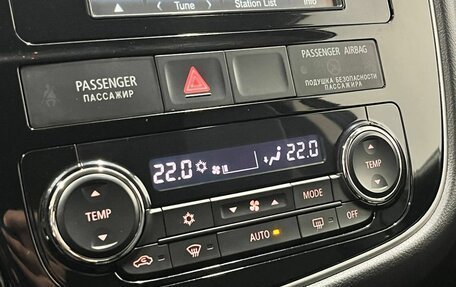 Tune
Station List
Info
PASSENGER
ПАССАЖИР
PASSENGER AIRBAG
ПОДУШКА БЕЗОПАСНОСТИ
ПАССАЖИРА
22.0
22.0
TEMP
TEMP
MODE
AUTO
OFF